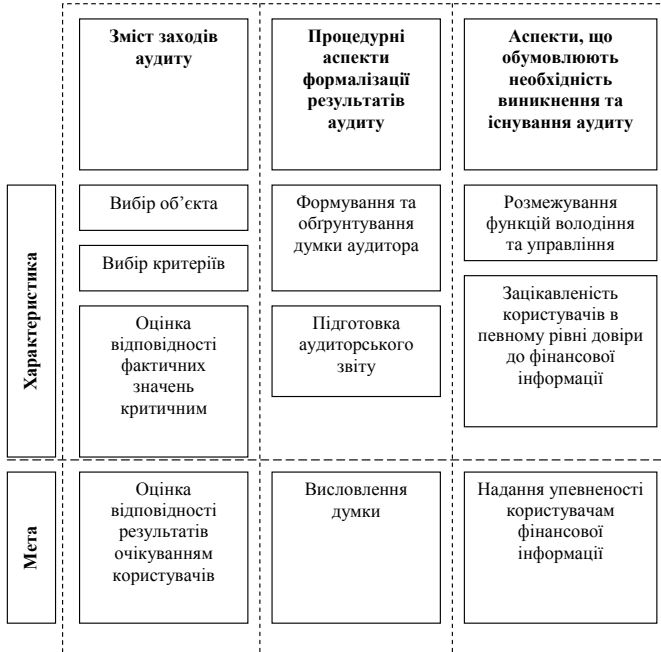 Зміст заходів
аудиту
Процедурні
аспекти
формалізації
результатів
аудиту
Аспекти, що
обумовлюють
необхідність
виникнення та
існування аудиту
Характеристика
Вибір об’єкта
Вибір критеріїв
Оцінка
відповідності
фактичних
значень
критичним
Формування та
обґрунтування
думки аудитора
Підготовка
аудиторського
звіту
Розмежування
функцій володіння
та управління
Зацікавленість
користувачів в
певному рівні довіри
до фінансової
інформації
Мета
Оцінка
відповідності
результатів
очікуванням
користувачів
Висловлення
думки
Надання упевненості
користувачам
фінансової
інформації